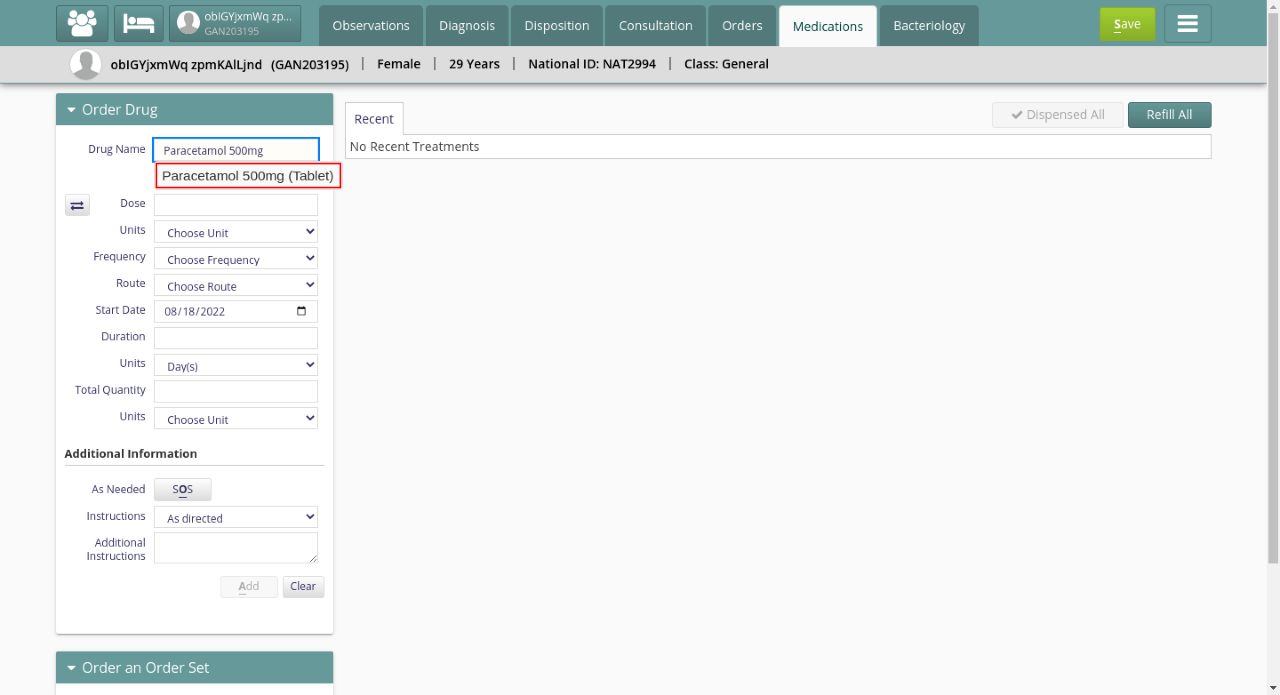 obIGYjxmWq zp...
GAN203195
Observations
Diagnosis
Disposition
Consultation
Orders
Medications
Bacteriology
Save
obIGYjxmWq zpmKAlLjnd (GAN203195) | Female | 29 Years | National ID: NAT2994 | Class: General
Order Drug
Drug Name Paracetamol 500mg
Paracetamol 500mg (Tablet)
Dose
Units Choose Unit
Frequency Choose Frequency
Route Choose Route
Start Date 08/18/2022
Duration
Units Day(s)
Total Quantity
Units Choose Unit
Additional Information
As Needed SOS
Instructions As directed
Additional
Instructions
Add Clear
Order an Order Set
Recent
Dispensed All
Refill All
No Recent Treatments